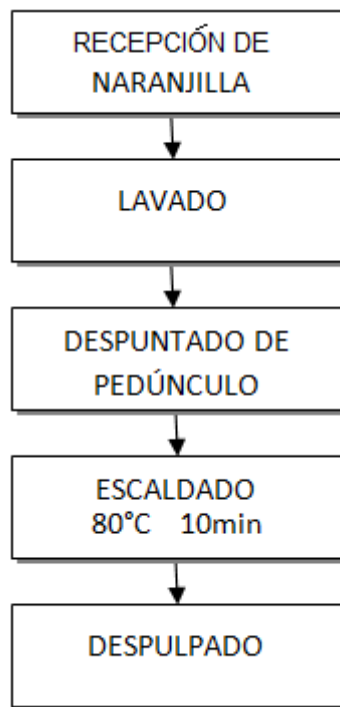 RECEPCIÓN DE
NARANJILLA
LAVADO
DESPUNTADO DE
PEDÚNCULO
ESCALDADO
80°C 10min
DESPULPADO